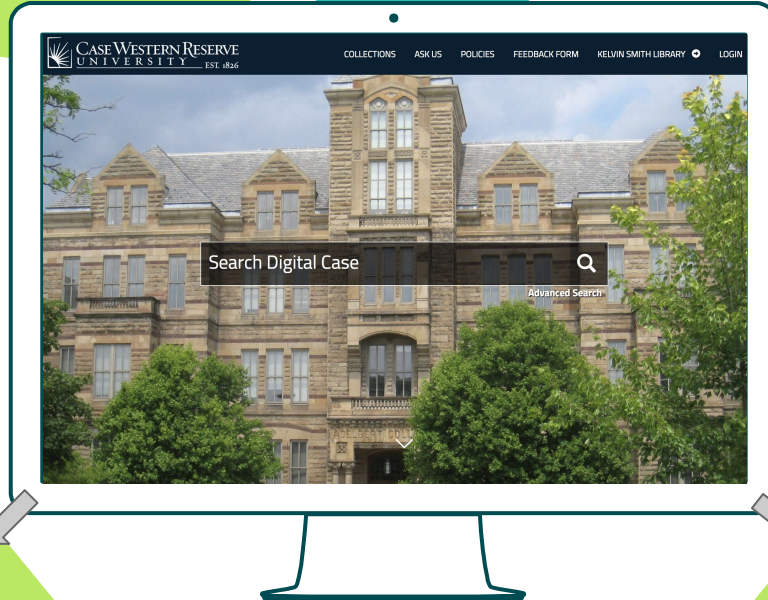 CASE WESTERN RESERVE
UNIVERSITY EST. 1826
COLLECTIONS ASK US POLICIES FEEDBACK FORM KELVIN SMITH LIBRARY LOGIN
Search Digital Case
Advanced Search
ADELBERT